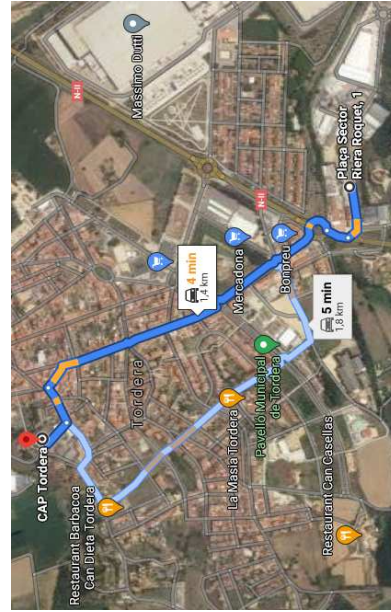 Massimo Dutti
N-II
N-II
Plaça Sector
Riera Roquet, 1
Mercadona
Bonpreu
4 min
1,4 km
5 min
1,8 km
CAP Tordera
Tordera
Pavelló Municipal
de Tordera
La Masia Tordera
Restaurant Barbacoa
Can Dieta Tordera
Restaurant Can Casellas